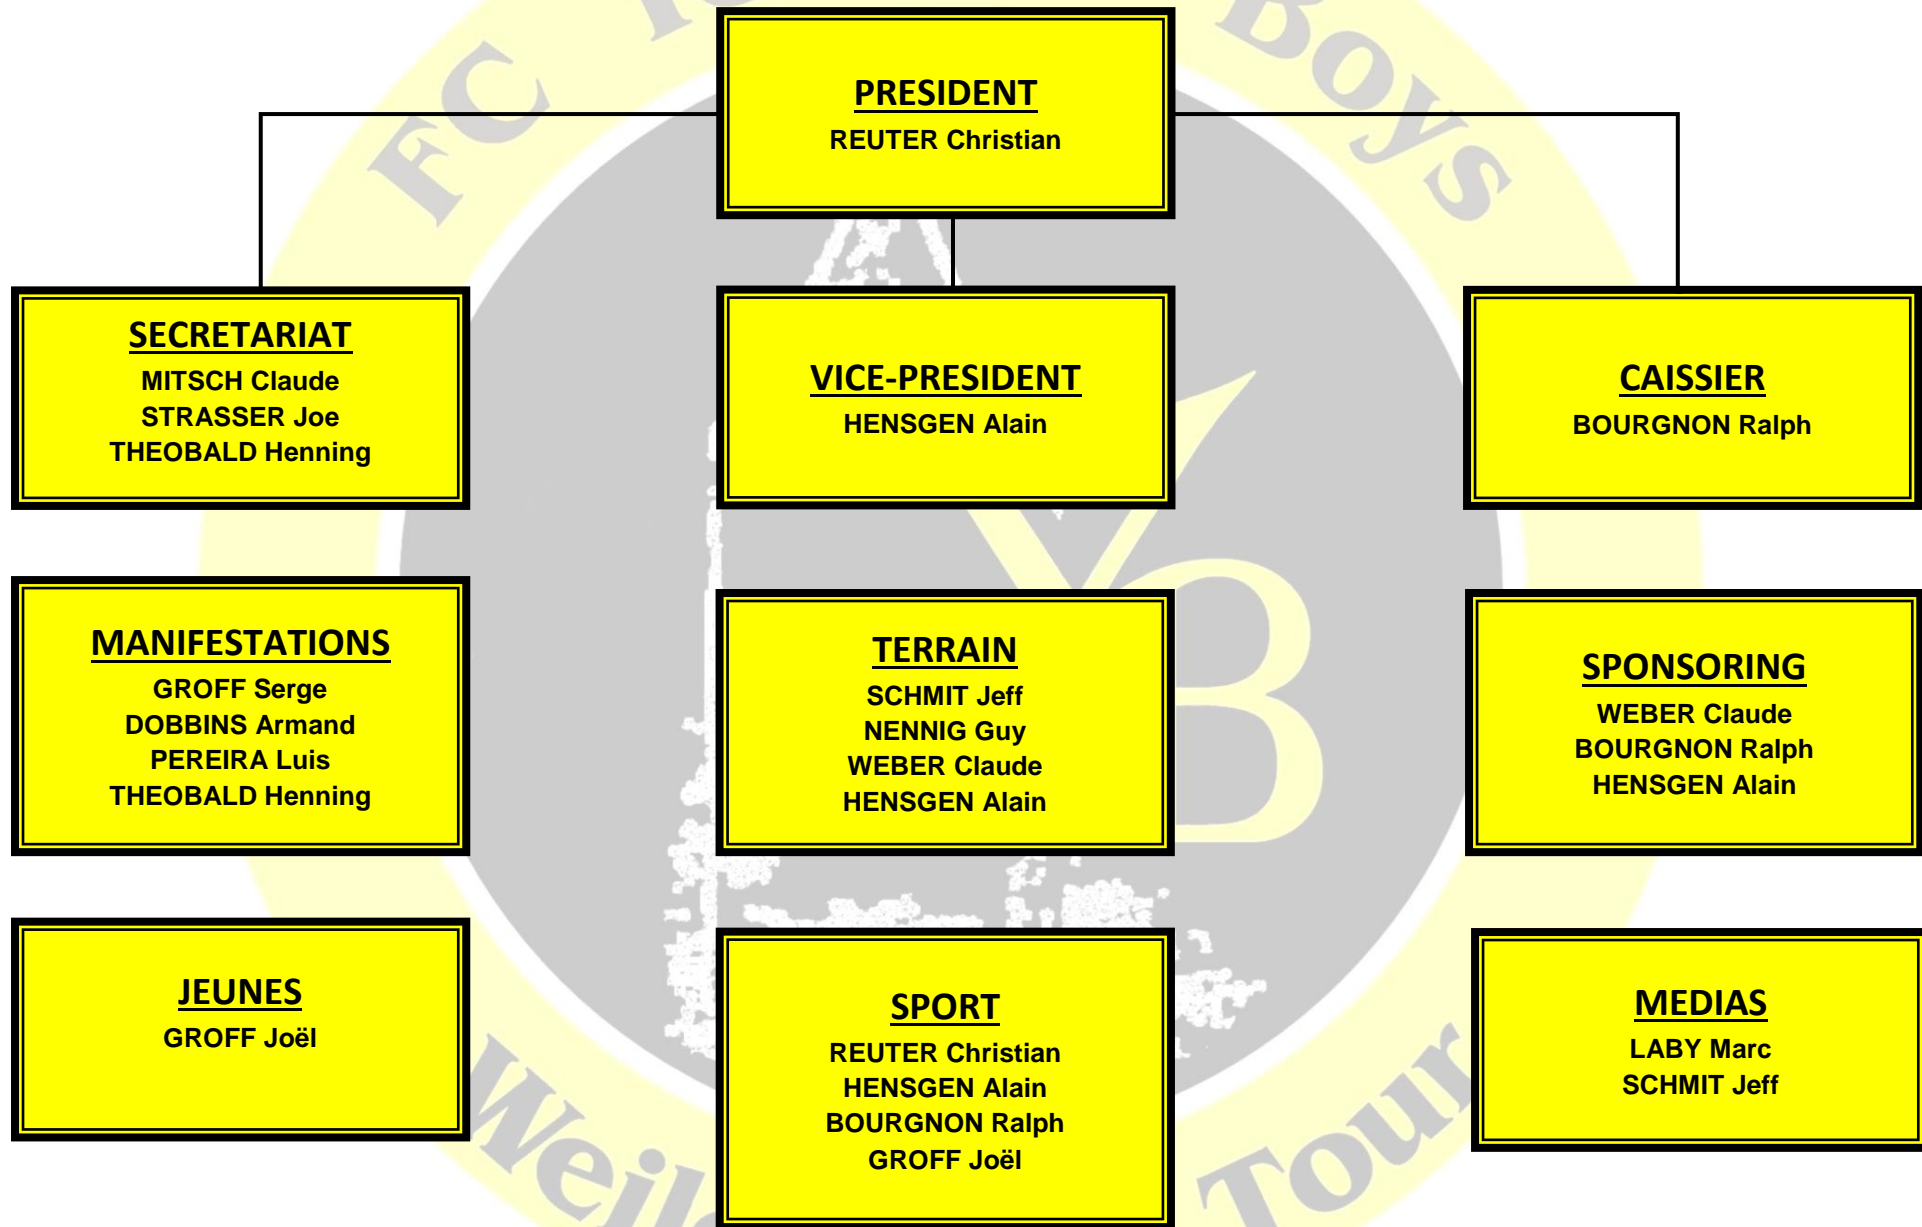 FC
Boys
PRESIDENT
REUTER Christian
SECRETARIAT
MITSCH Claude
STRASSER Joe
THEOBALD Henning
VICE-PRESIDENT
HENSGEN Alain
CAISSIER
BOURGNON Ralph
MANIFESTATIONS
GROFF Serge
DOBBINS Armand
PEREIRA Luis
THEOBALD Henning
TERRAIN
SCHMIT Jeff
NENNIG Guy
WEBER Claude
HENSGEN Alain
SPONSORING
WEBER Claude
BOURGNON Ralph
HENSGEN Alain
JEUNES
GROFF Joël
SPORT
REUTER Christian
HENSGEN Alain
BOURGNON Ralph
GROFF Joël
MEDIAS
LABY Marc
SCHMIT Jeff
Tour